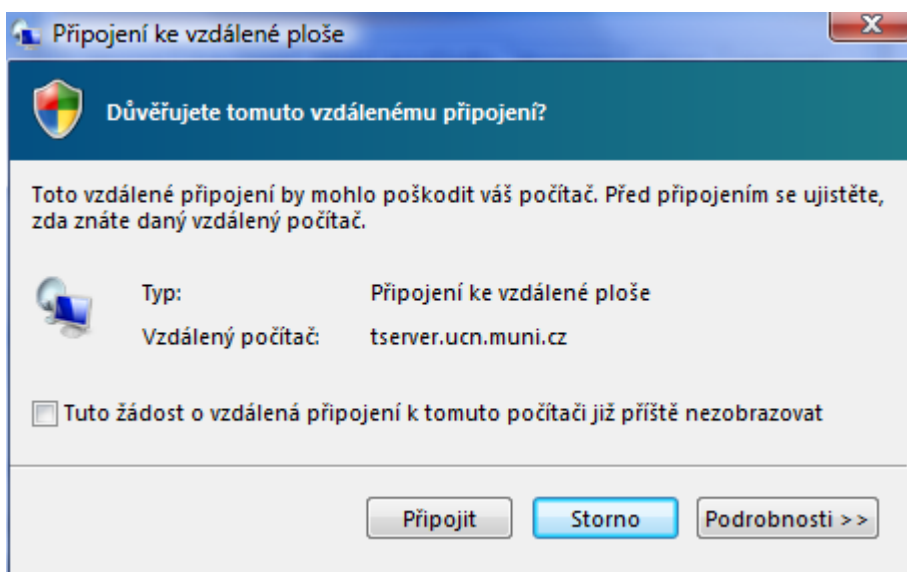 Připojení ke vzdálené ploše
Důvěřujete tomuto vzdálenému připojení?
Toto vzdálené připojení by mohlo poškodit váš počítač. Před připojením se ujistěte,
zda znáte daný vzdálený počítač.
Typ: Připojení ke vzdálené ploše
Vzdálený počítač: tserver.ucn.muni.cz
Tuto žádost o vzdálená připojení k tomuto počítači již příště nezobrazovat
Připojit Storno Podrobnosti >>